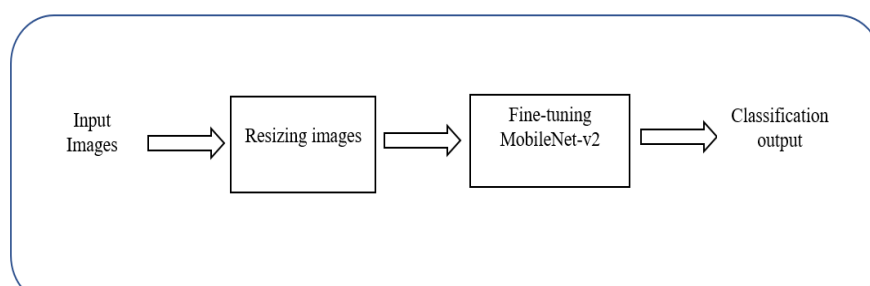 Input
Images
Resizing images
Fine-tuning
MobileNet-v2
Classification
output